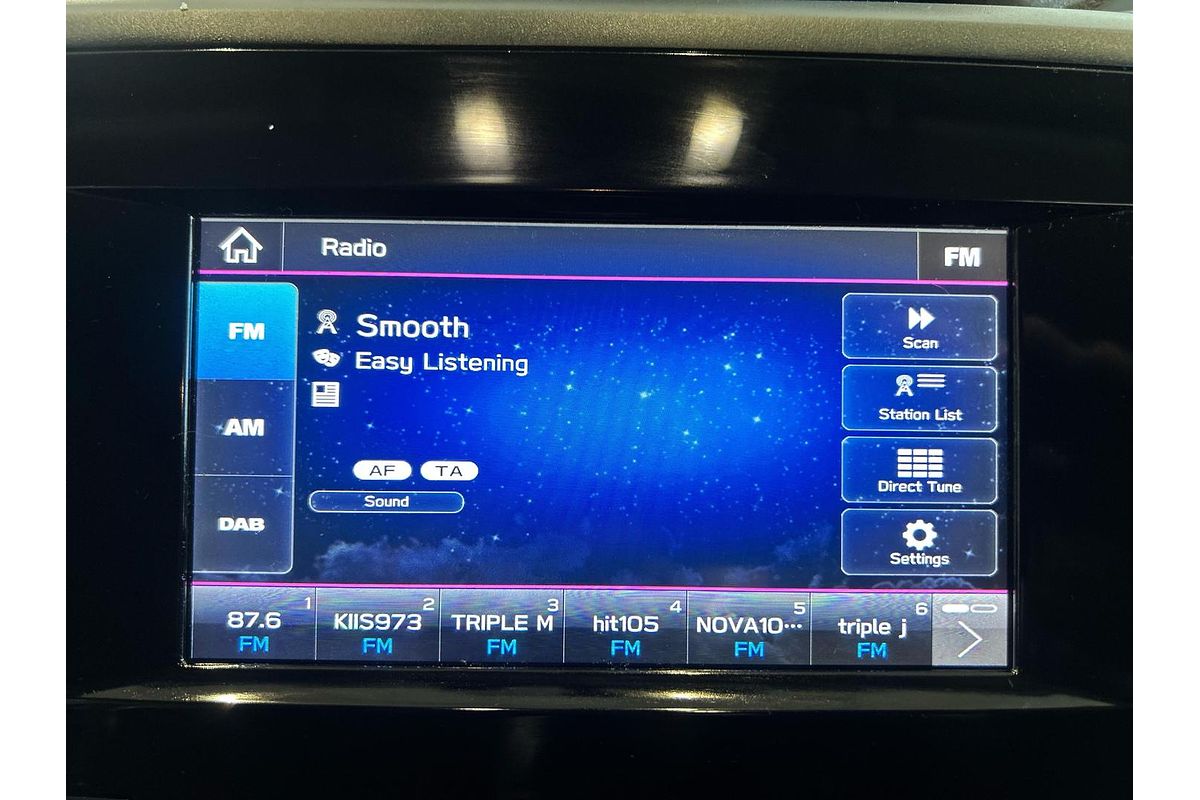 Radio
FM
FM
AM
DAB
Smooth
Easy Listening
AF TA
Sound
Scan
Station List
Direct Tune
Settings
1
87.6
FM
2
KIIS973
FM
3
TRIPLE M
FM
4
hit105
FM
5
NOVA10…
FM
6
triple j
FM